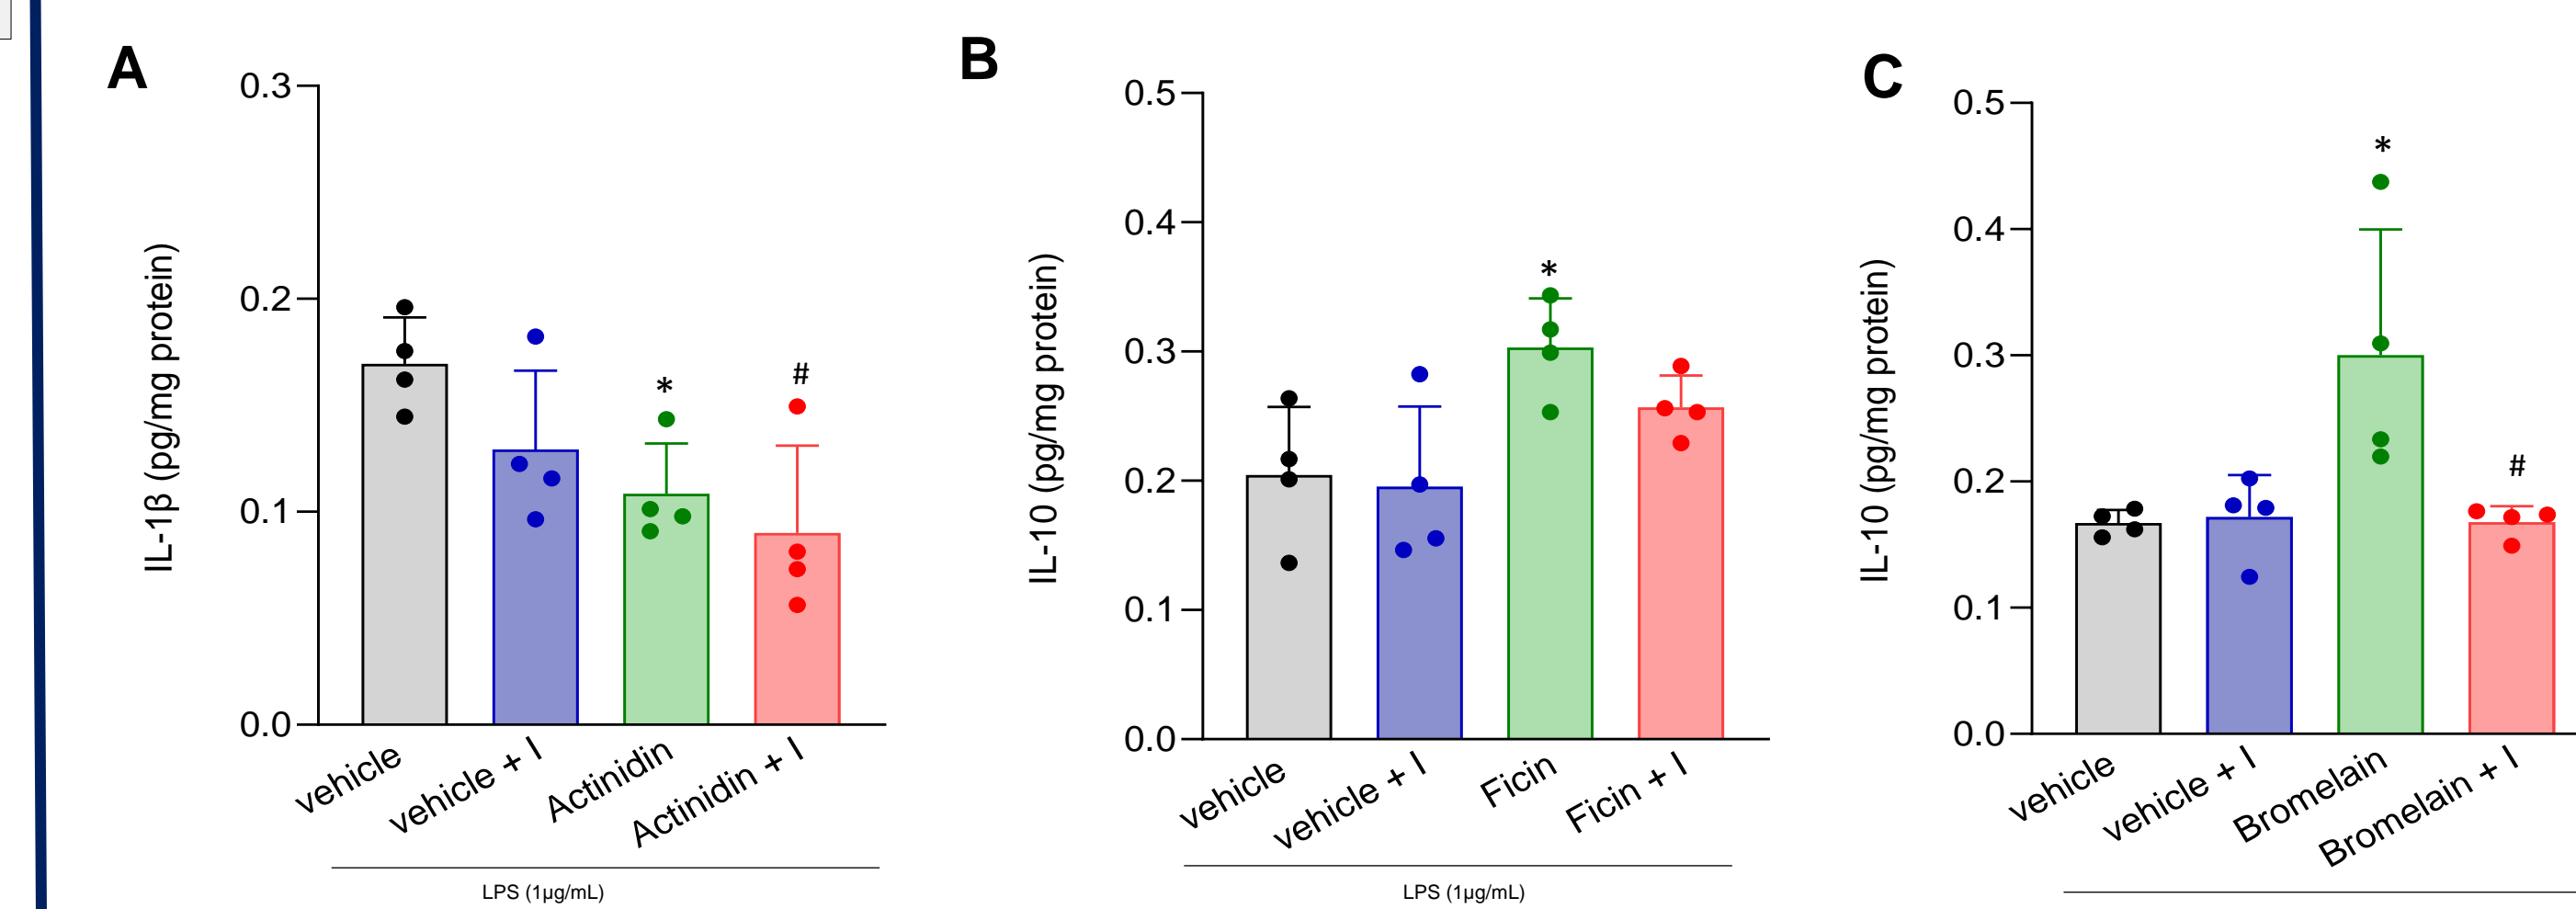 A
IL-1β (pg/mg protein)
0.3
0.2
0.1
0.0
*
#
vehicle
vehicle + I
Actinidin
Actinidin + I
LPS (1µg/mL)
B
IL-10 (pg/mg protein)
0.5
0.4
0.3
0.2
0.1
0.0
*
vehicle
vehicle + I
Ficin
Ficin + I
LPS (1µg/mL)
C
IL-10 (pg/mg protein)
0.5
0.4
0.3
0.2
0.1
0.0
*
#
vehicle
vehicle + I
Bromelain
Bromelain + I